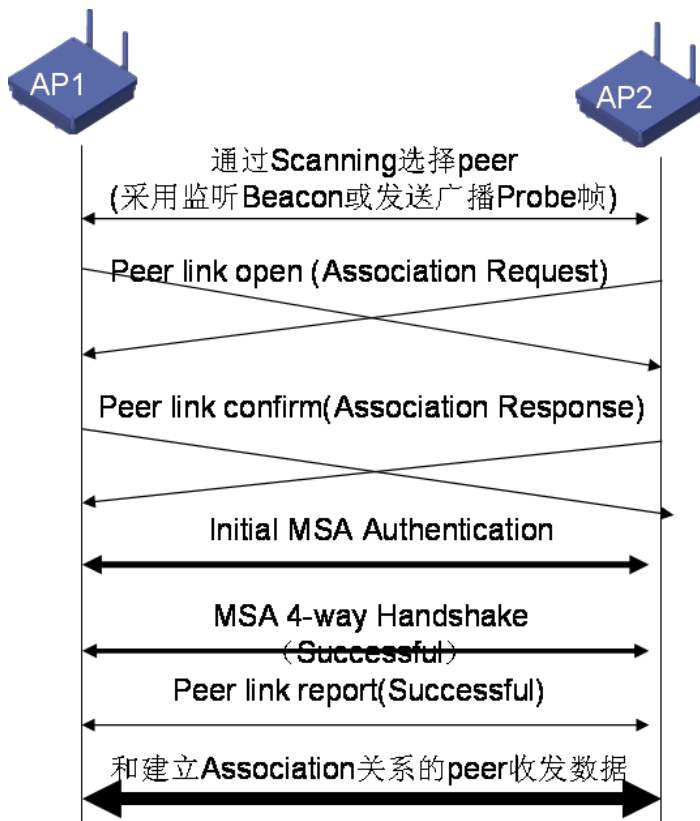 AP1
AP2
通过Scanning选择peer
(采用监听Beacon或发送广播Probe帧)
Peer link open (Association Request)
Peer link confirm(Association Response)
Initial MSA Authentication
MSA 4-way Handshake
（Successful）
Peer link report(Successful)
和建立Association关系的peer收发数据